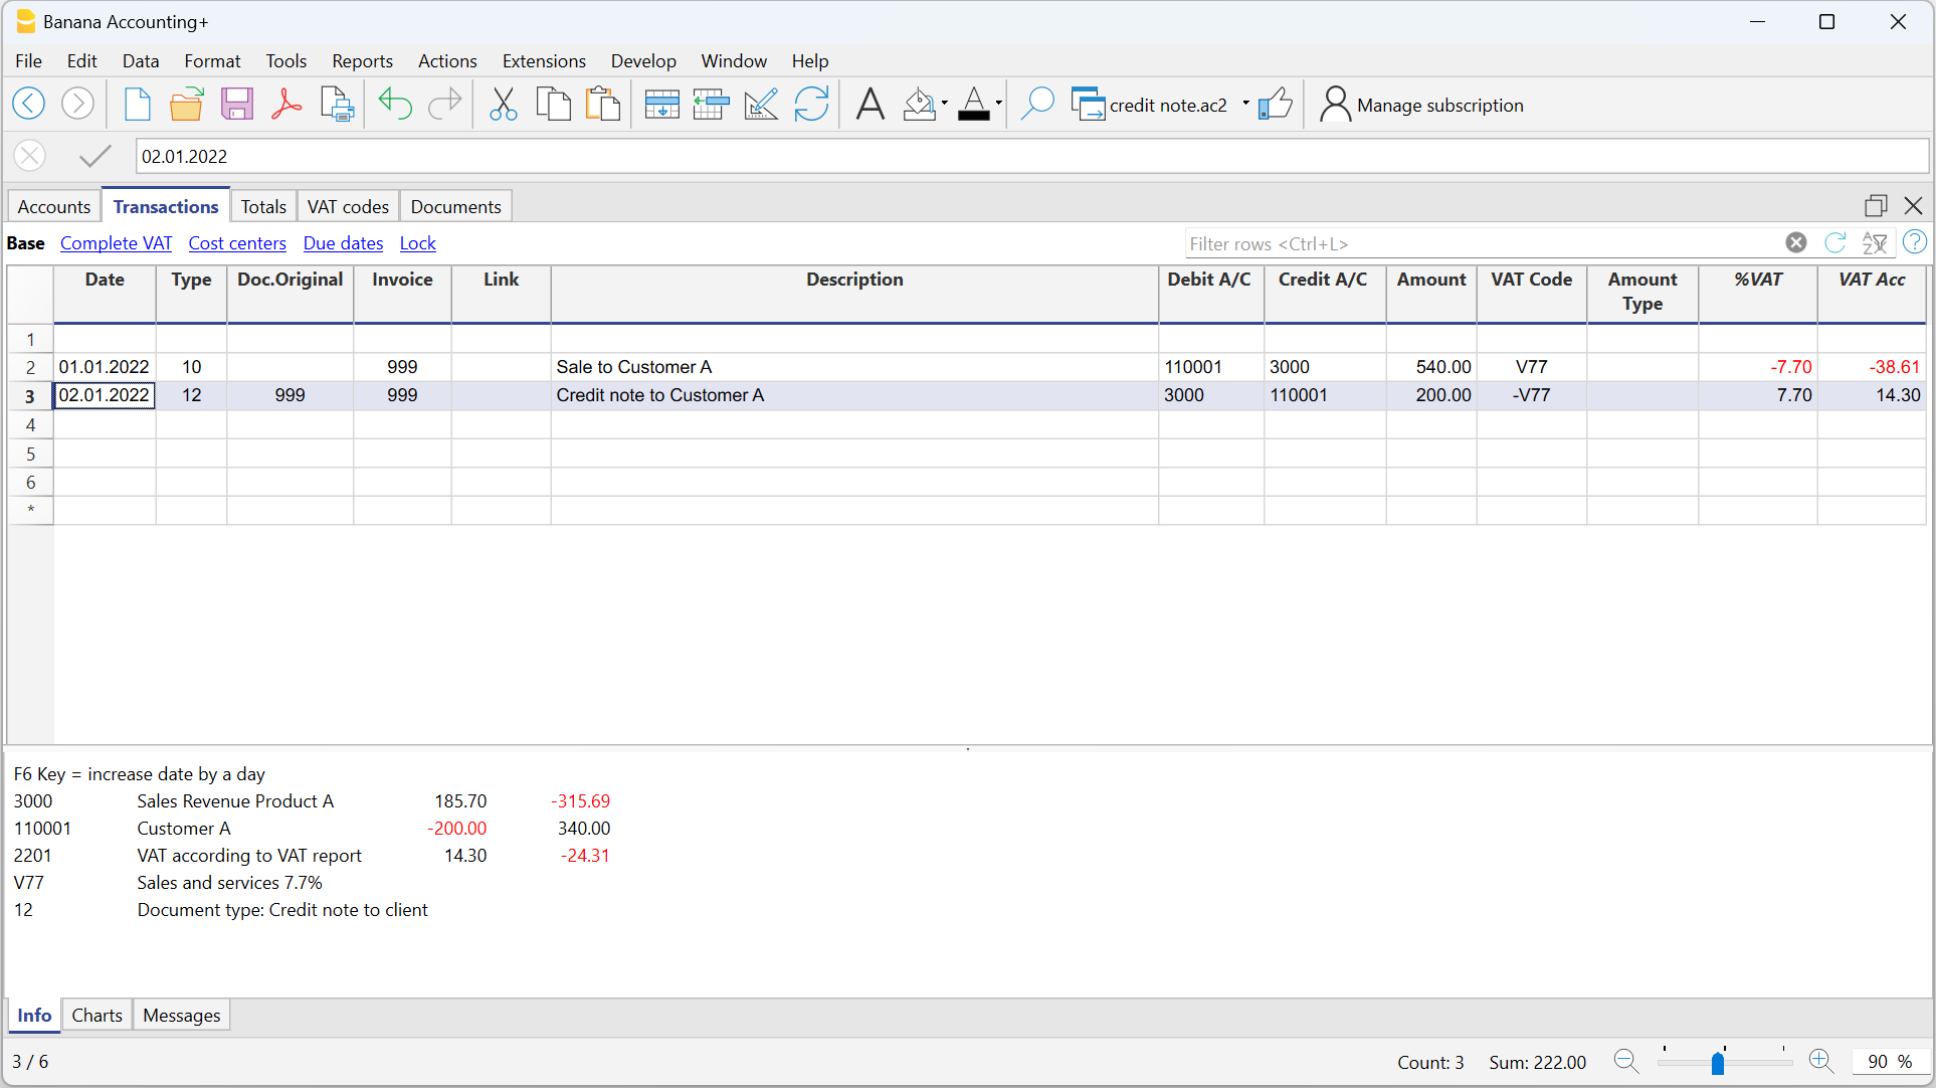 Banana Accounting+
File Edit Data Format Tools Reports Actions Extensions Develop Window Help
credit note.ac2 Manage subscription
02.01.2022
Accounts Transactions Totals VAT codes Documents
Base Complete VAT Cost centers Due dates Lock Filter rows <Ctrl+L>
Date Type Doc.Original Invoice Link Description Debit A/C Credit A/C Amount VAT Code Amount Type %VAT VAT Acc
1
2 01.01.2022 10 999 Sale to Customer A 110001 3000 540.00 V77 -7.70 -38.61
3 02.01.2022 12 999 999 Credit note to Customer A 3000 110001 200.00 -V77 7.70 14.30
4
5
6
*
F6 Key = increase date by a day
3000 Sales Revenue Product A 185.70 -315.69
110001 Customer A -200.00 340.00
2201 VAT according to VAT report 14.30 -24.31
V77 Sales and services 7.7%
12 Document type: Credit note to client
Info Charts Messages
3 / 6 Count: 3 Sum: 222.00 90 %